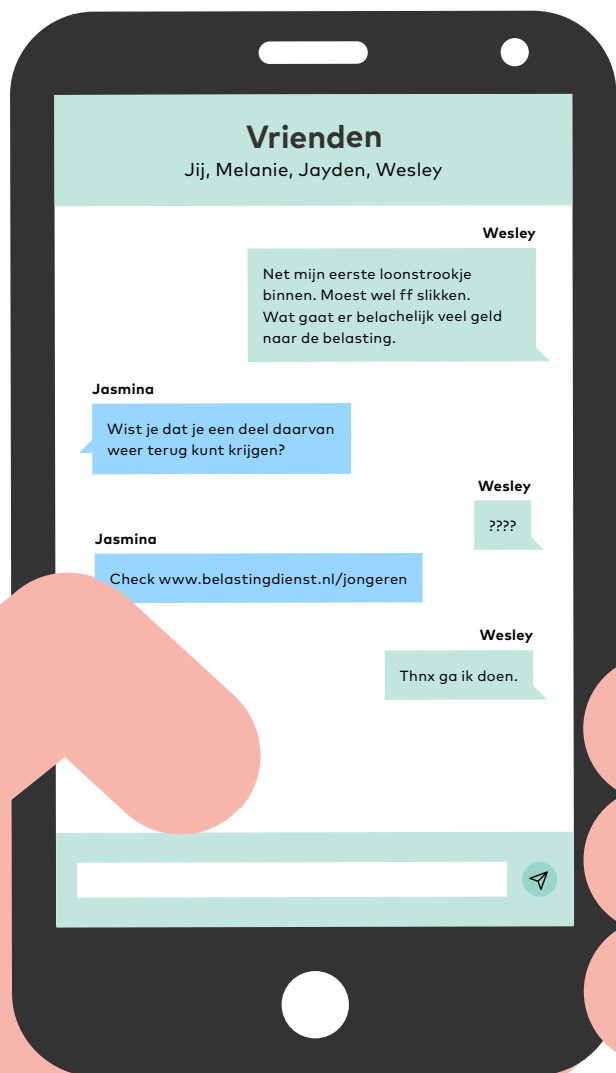 Vrienden
Jij, Melanie, Jayden, Wesley
Wesley
Net mijn eerste loonstrookje
binnen. Moest wel ff slikken.
Wat gaat er belachelijk veel geld
naar de belasting.
Jasmina
Wist je dat je een deel daarvan
weer terug kunt krijgen?
Wesley
????
Jasmina
Check www.belastingdienst.nl/jongeren
Wesley
Thnx ga ik doen.